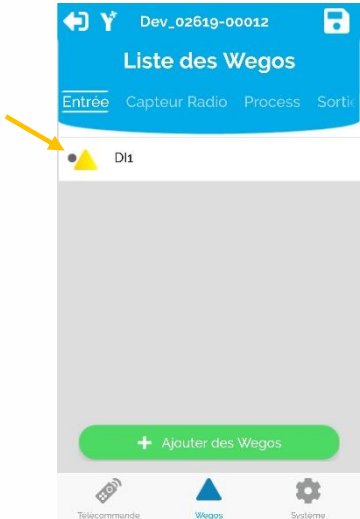 Dev_02619-00012
Liste des Wegos
Entrée Capteur Radio Process Sortie
DI1
+ Ajouter des Wegos
Télécommande Wegos Système